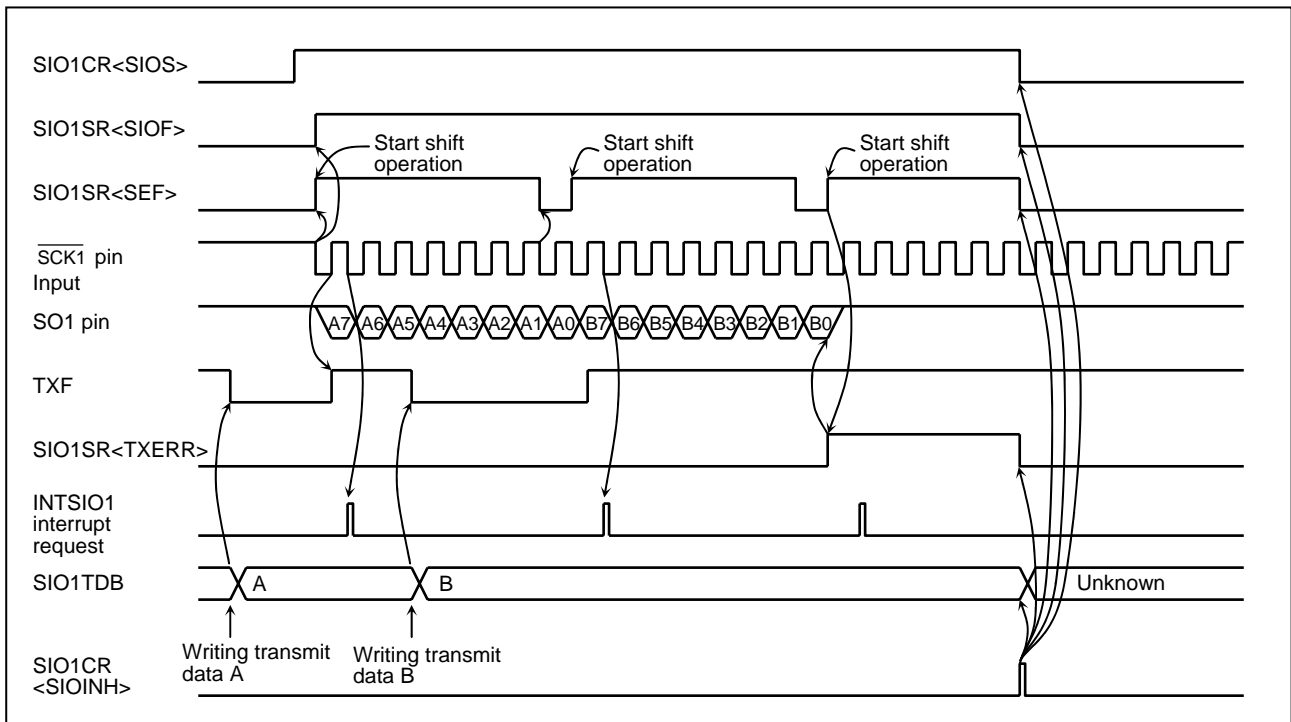 SIO1CR<SIOS>
SIO1SR<SIOF>
Start shift
operation
Start shift
operation
Start shift
operation
SIO1SR<SEF>
SCK1 pin
Input
SO1 pin
A7 A6 A5 A4 A3 A2 A1 A0 B7 B6 B5 B4 B3 B2 B1 B0
TXF
SIO1SR<TXERR>
INTSIO1
interrupt
request
SIO1TDB
A
B
Unknown
Writing transmit
data A
Writing transmit
data B
SIO1CR
<SIOINH>